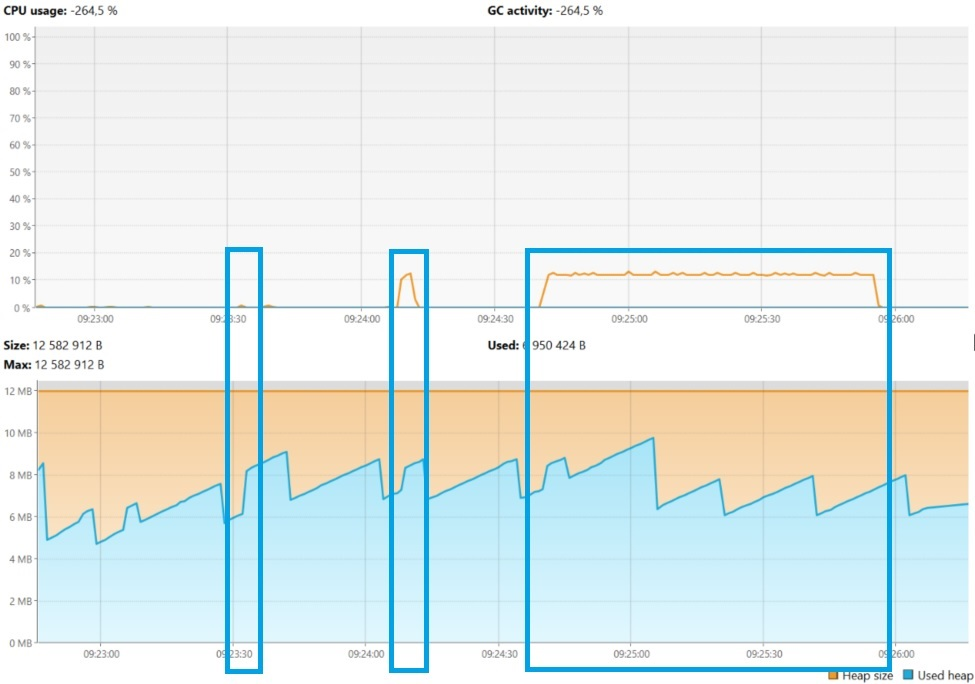 CPU usage: -264,5 % GC activity: -264,5 %
100 %
90 %
80 %
70 %
60 %
50 %
40 %
30 %
20 %
10 %
0 %
09:23:00 09:23:30 09:24:00 09:24:30 09:25:00 09:25:30 09:26:00
Size: 12 582 912 B Used: 6 950 424 B
Max: 12 582 912 B
12 MB
10 MB
8 MB
6 MB
4 MB
2 MB
0 MB
09:23:00 09:23:30 09:24:00 09:24:30 09:25:00 09:25:30 09:26:00
Heap size Used heap